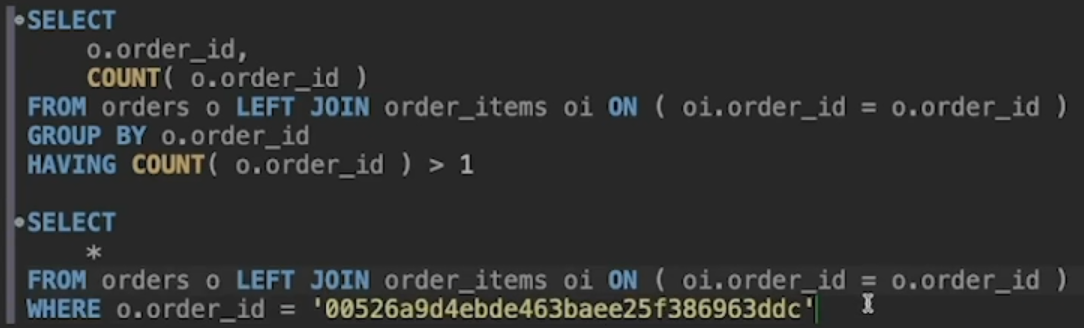 SELECT
o.order_id,
COUNT( o.order_id )
FROM orders o LEFT JOIN order_items oi ON ( oi.order_id = o.order_id )
GROUP BY o.order_id
HAVING COUNT( o.order_id ) > 1
SELECT
*
FROM orders o LEFT JOIN order_items oi ON ( oi.order_id = o.order_id )
WHERE o.order_id = '00526a9d4ebde463baee25f386963ddc'